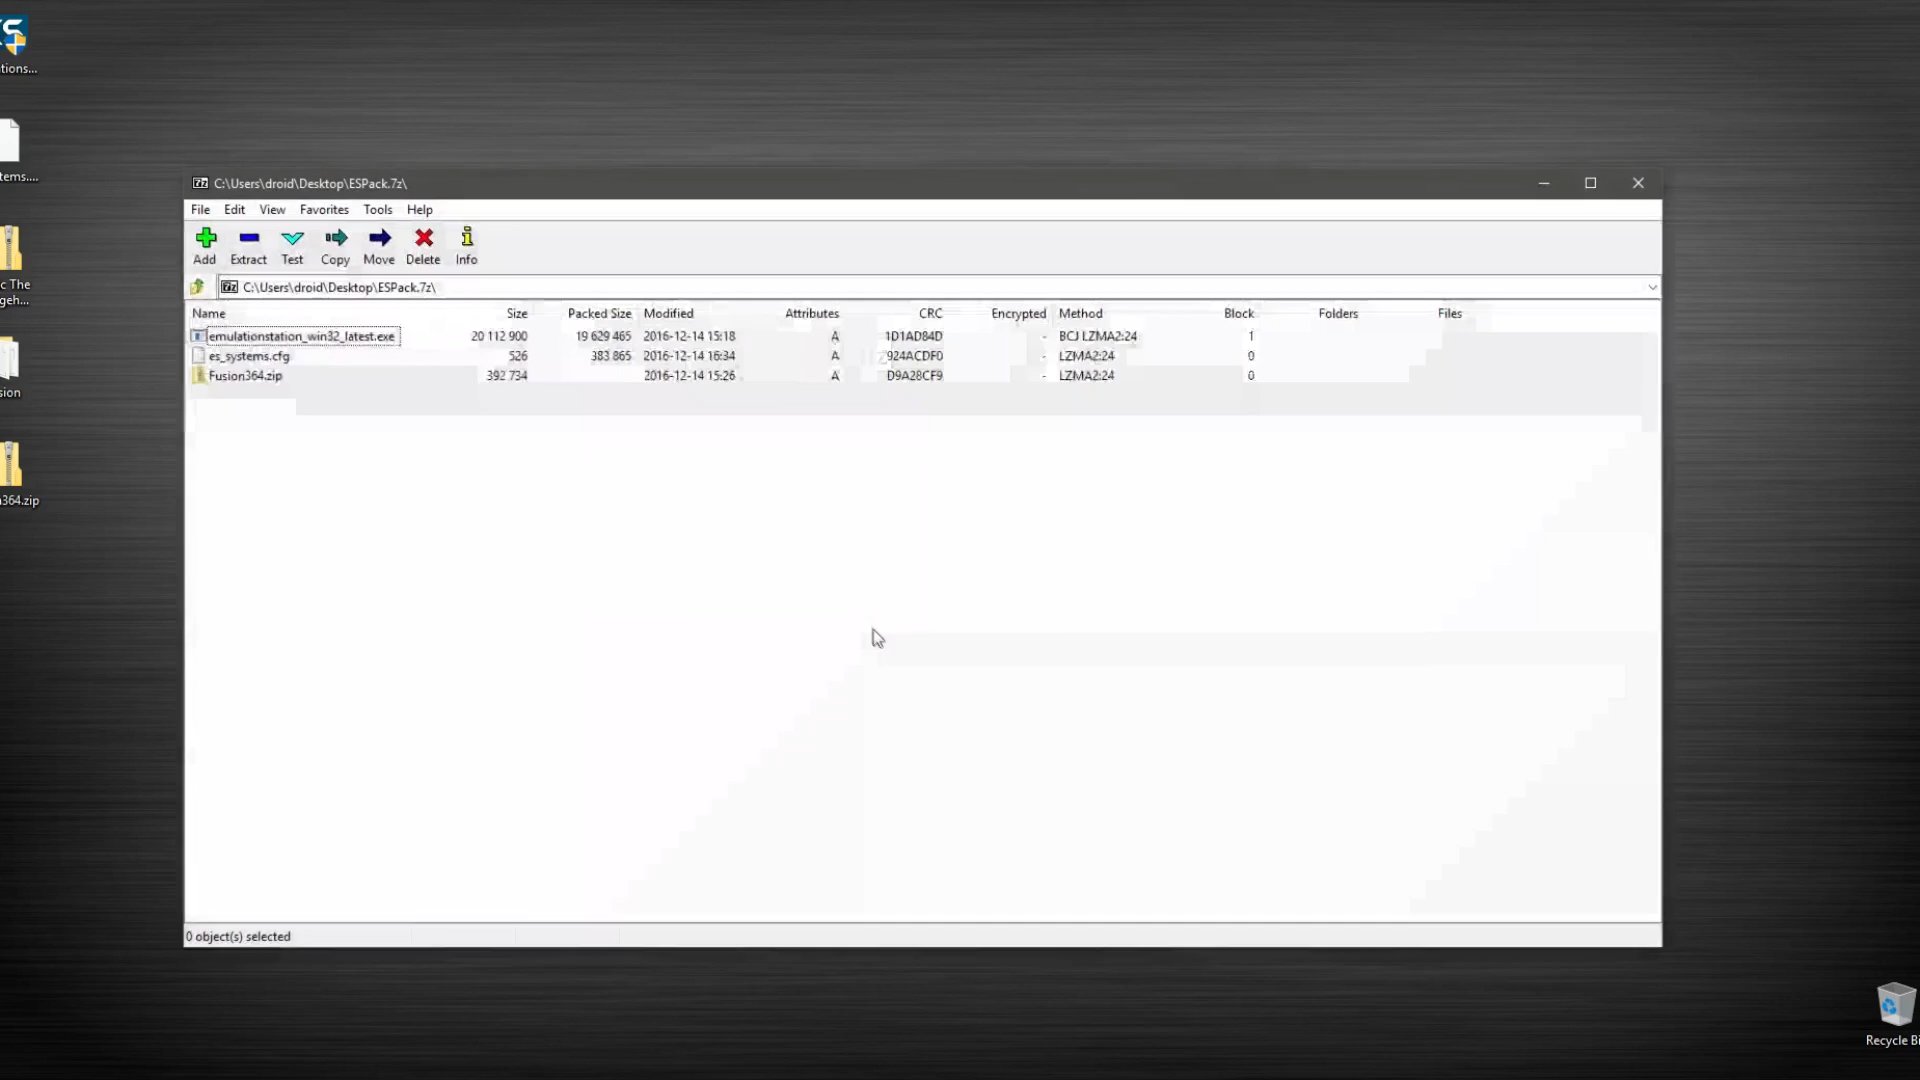 tions...
tems....
c The
geh...
sion
364.zip
C:\Users\droid\Desktop\ESPack.7z\
File Edit View Favorites Tools Help
Add Extract Test Copy Move Delete Info
C:\Users\droid\Desktop\ESPack.7z\
Name Size Packed Size Modified Attributes CRC Encrypted Method Block Folders Files
emulationstation_win32_latest.exe 20 112 900 19 629 465 2016-12-14 15:18 A 1D1AD84D - BCJ LZMA2:24 1
es_systems.cfg 526 383 865 2016-12-14 16:34 A 924ACDF0 - LZMA2:24 0
Fusion364.zip 392 734 2016-12-14 15:26 A D9A28CF9 - LZMA2:24 0
0 object(s) selected
Recycle Bi